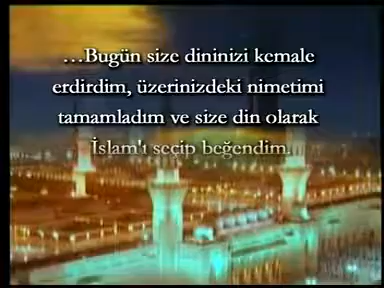 …Bugün size dininizi kemale
erdirdim, üzerinizdeki nimetimi
tamamladım ve size din olarak
İslam'ı seçip beğendim.